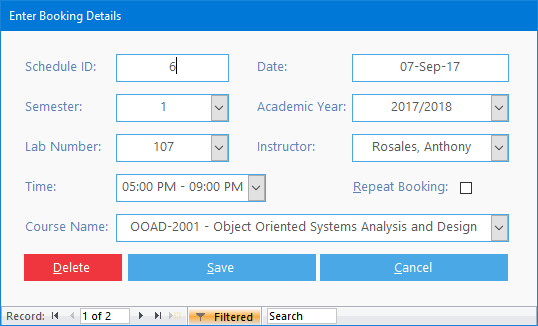 Enter Booking Details
Schedule ID: 6 Date: 07-Sep-17
Semester: 1 Academic Year: 2017/2018
Lab Number: 107 Instructor: Rosales, Anthony
Time: 05:00 PM - 09:00 PM Repeat Booking:
Course Name: OOAD-2001 - Object Oriented Systems Analysis and Design
Delete Save Cancel
Record: 1 of 2 Filtered Search